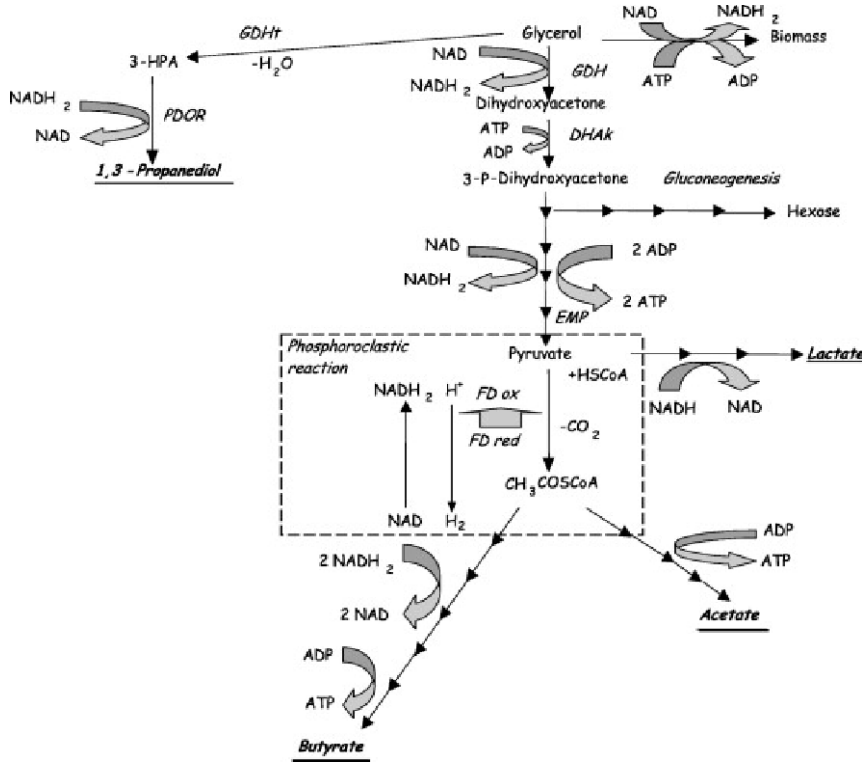 GDHt
Glycerol
NAD
NADH 2
Biomass
ATP
ADP
3-HPA
-H2O
NADH 2
NAD
PDOR
1,3 - Propanediol
NAD
NADH 2
GDH
Dihydroxyacetone
ATP
ADP
DHAk
3-P-Dihydroxyacetone
Gluconeogenesis
Hexose
NAD
NADH 2
2 ADP
2 ATP
EMP
Phosphoroclastic
reaction
Pyruvate
Lactate
+HSCoA
NADH
NAD
NADH 2
H+
FD ox
FD red
-CO 2
CH3COSCoA
NAD
H2
2 NADH 2
2 NAD
ADP
ATP
Acetate
ADP
ATP
Butyrate